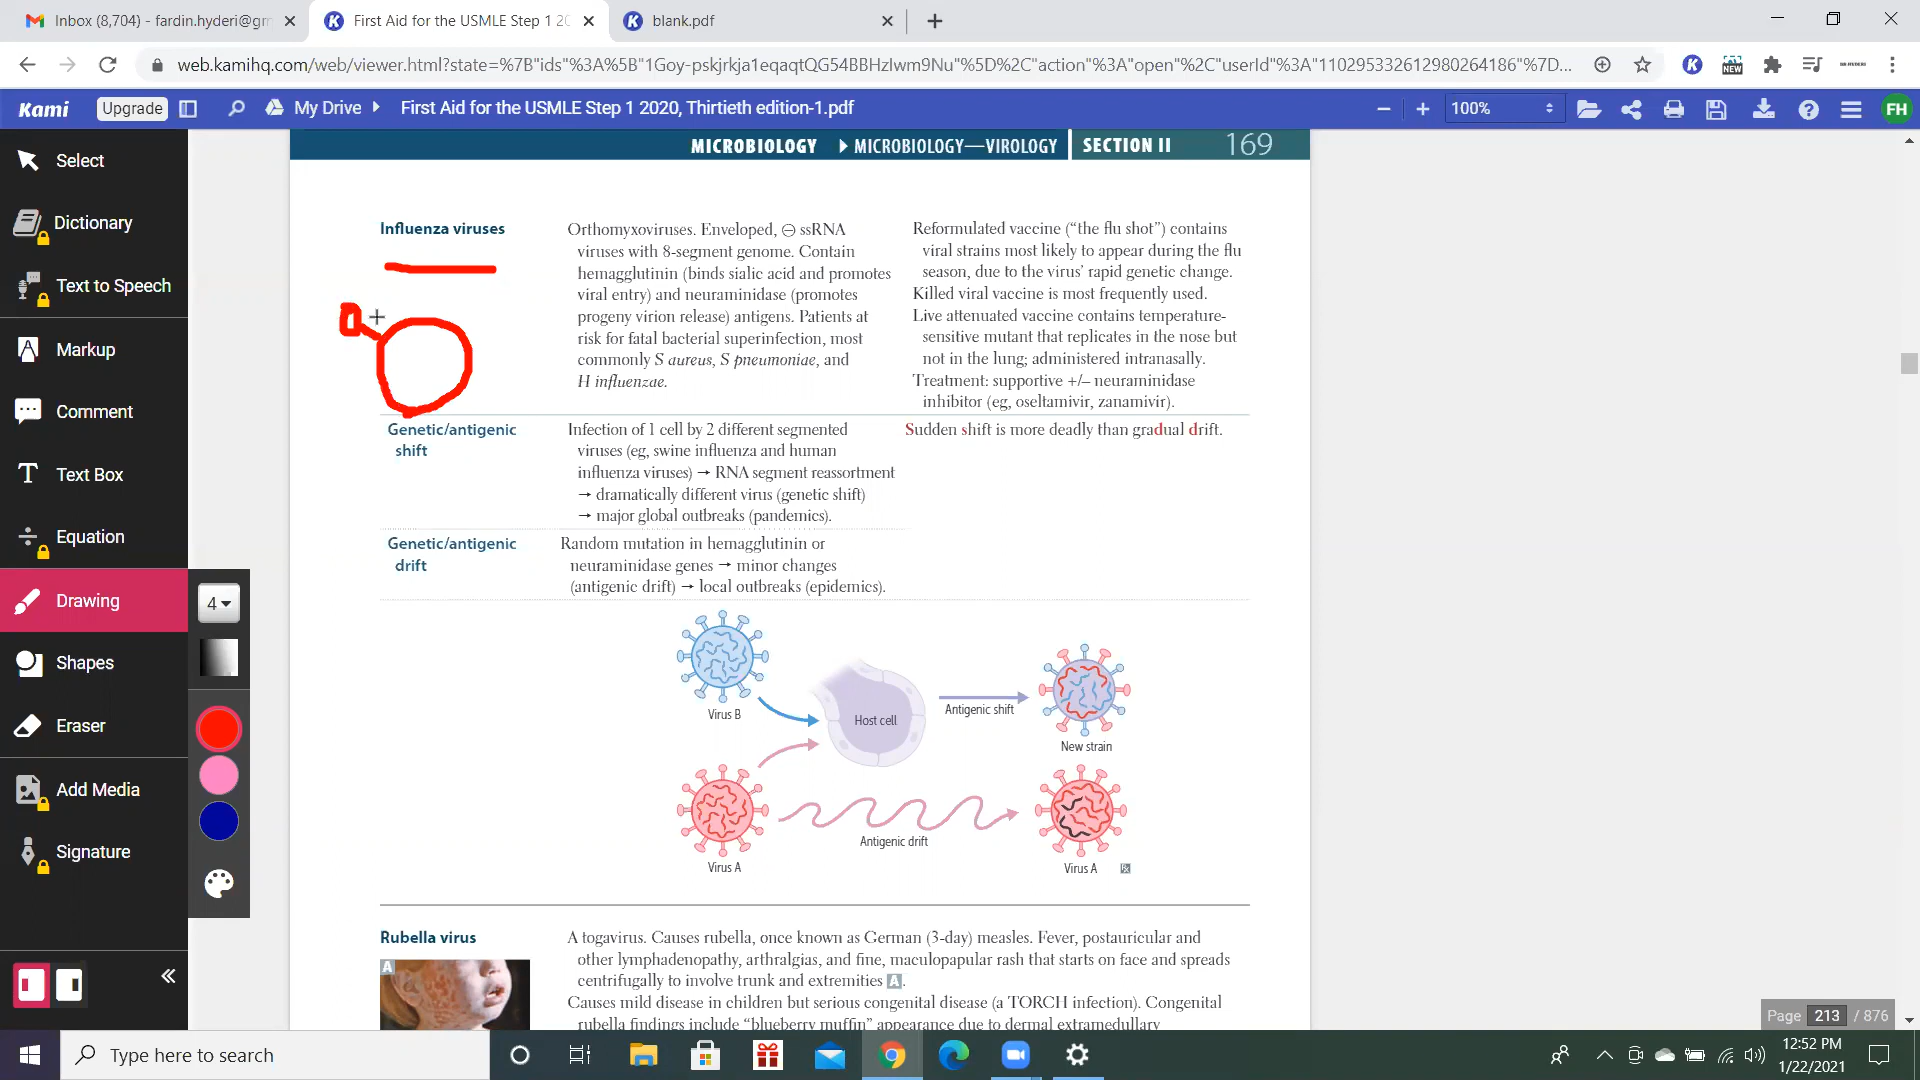 Inbox (8,704) - fardin.hyderi@gm
First Aid for the USMLE Step 1 20
blank.pdf
web.kamihq.com/web/viewer.html?state=%7B"ids"%3A%5B"1Goy-pskjrkja1eqaqtQG54BBHzIwm9Nu"%5D%2C"action"%3A"open"%2C"userId"%3A"110295332612980264186"%7D...
Kami
Upgrade
My Drive
First Aid for the USMLE Step 1 2020, Thirtieth edition-1.pdf
100%
FH
Select
Dictionary
Text to Speech
Markup
Comment
Text Box
Equation
Drawing
4
Shapes
Eraser
Add Media
Signature
MICROBIOLOGY
MICROBIOLOGY—VIROLOGY
SECTION II
169
Influenza viruses
Orthomyxoviruses. Enveloped, ⊖ ssRNA
viruses with 8-segment genome. Contain
hemagglutinin (binds sialic acid and promotes
viral entry) and neuraminidase (promotes
progeny virion release) antigens. Patients at
risk for fatal bacterial superinfection, most
commonly S aureus, S pneumoniae, and
H influenzae.
Reformulated vaccine (“the flu shot”) contains
viral strains most likely to appear during the flu
season, due to the virus’ rapid genetic change.
Killed viral vaccine is most frequently used.
Live attenuated vaccine contains temperature-
sensitive mutant that replicates in the nose but
not in the lung; administered intranasally.
Treatment: supportive +/– neuraminidase
inhibitor (eg, oseltamivir, zanamivir).
Genetic/antigenic
shift
Infection of 1 cell by 2 different segmented
viruses (eg, swine influenza and human
influenza viruses) → RNA segment reassortment
→ dramatically different virus (genetic shift)
→ major global outbreaks (pandemics).
Sudden shift is more deadly than gradual drift.
Genetic/antigenic
drift
Random mutation in hemagglutinin or
neuraminidase genes → minor changes
(antigenic drift) → local outbreaks (epidemics).
Virus B
Host cell
Antigenic shift
New strain
Virus A
Antigenic drift
Virus A
Rubella virus
A togavirus. Causes rubella, once known as German (3-day) measles. Fever, postauricular and
other lymphadenopathy, arthralgias, and fine, maculopapular rash that starts on face and spreads
centrifugally to involve trunk and extremities A.
Causes mild disease in children but serious congenital disease (a TORCH infection). Congenital
rubella findings include “blueberry muffin” appearance due to dermal extramedullary
A
Page 213 / 876
Type here to search
12:52 PM
1/22/2021